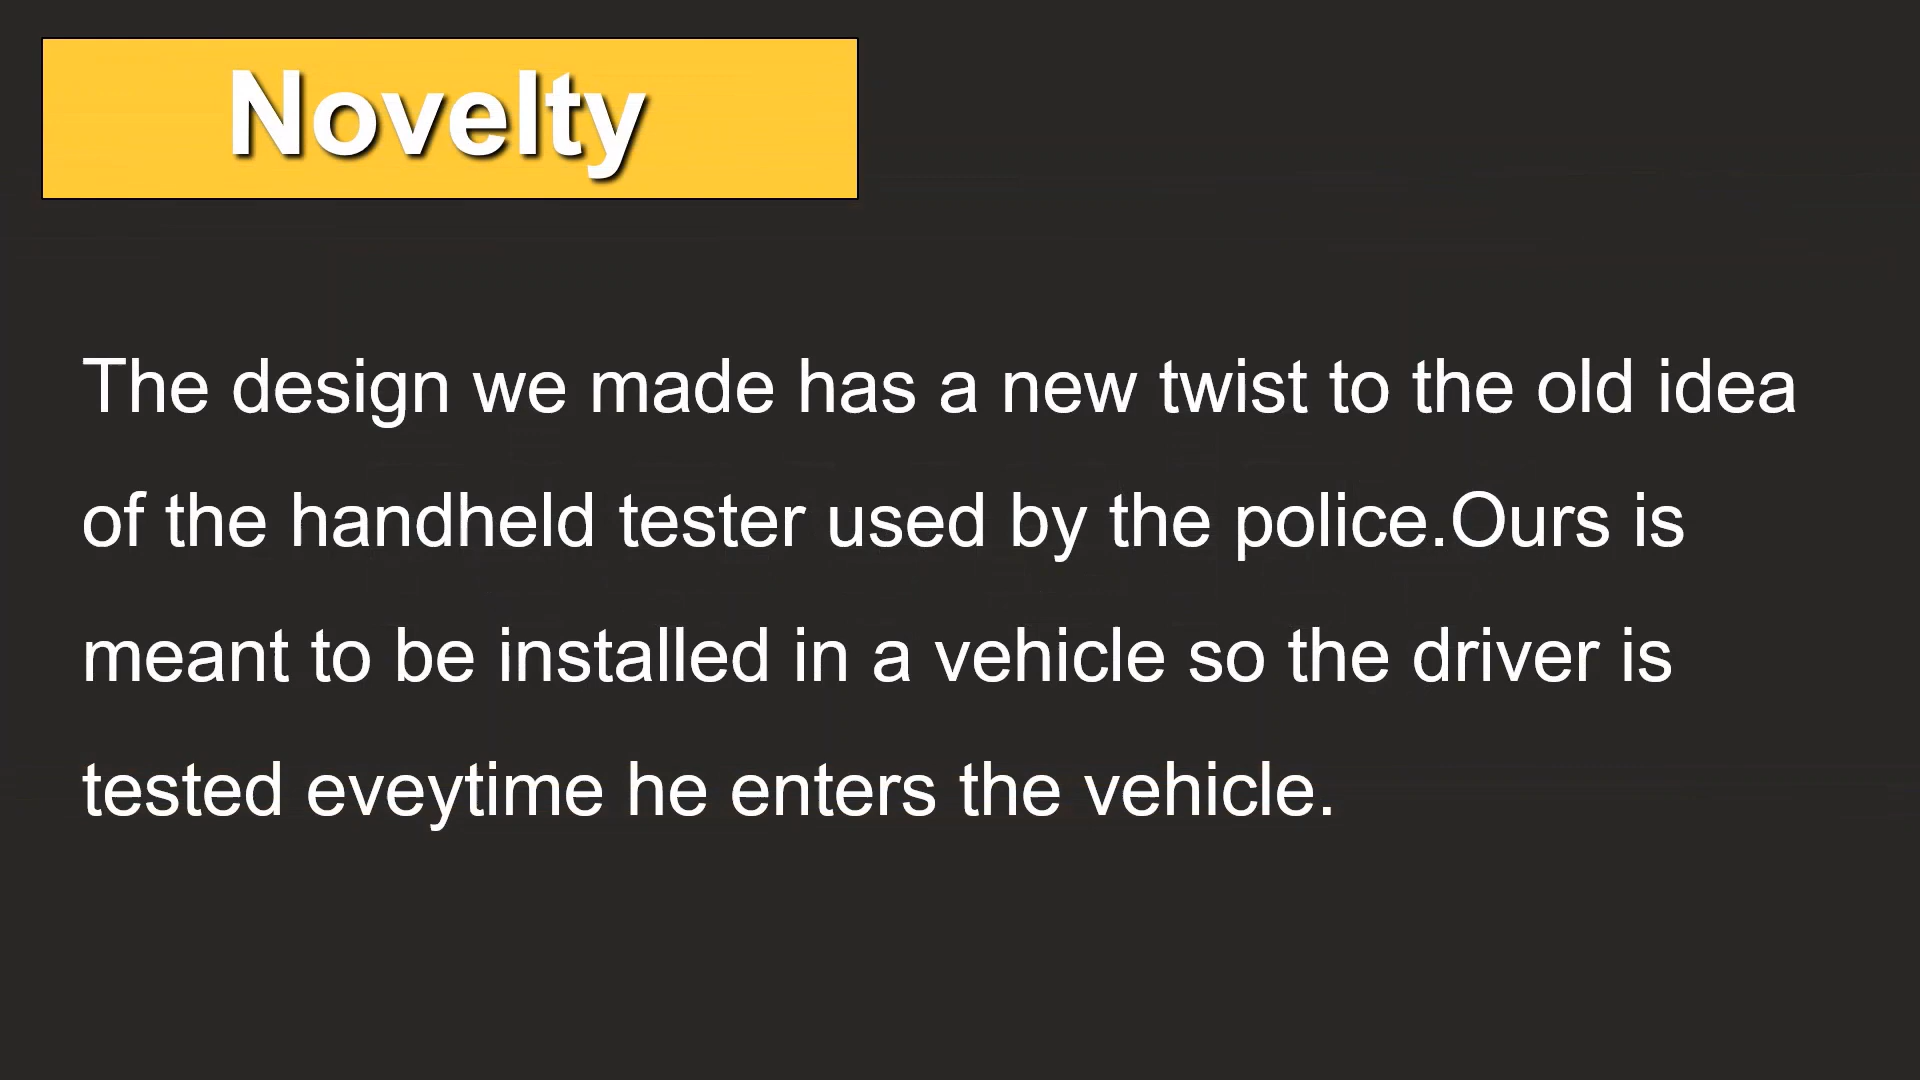 Novelty
The design we made has a new twist to the old idea
of the handheld tester used by the police.Ours is
meant to be installed in a vehicle so the driver is
tested eveytime he enters the vehicle.